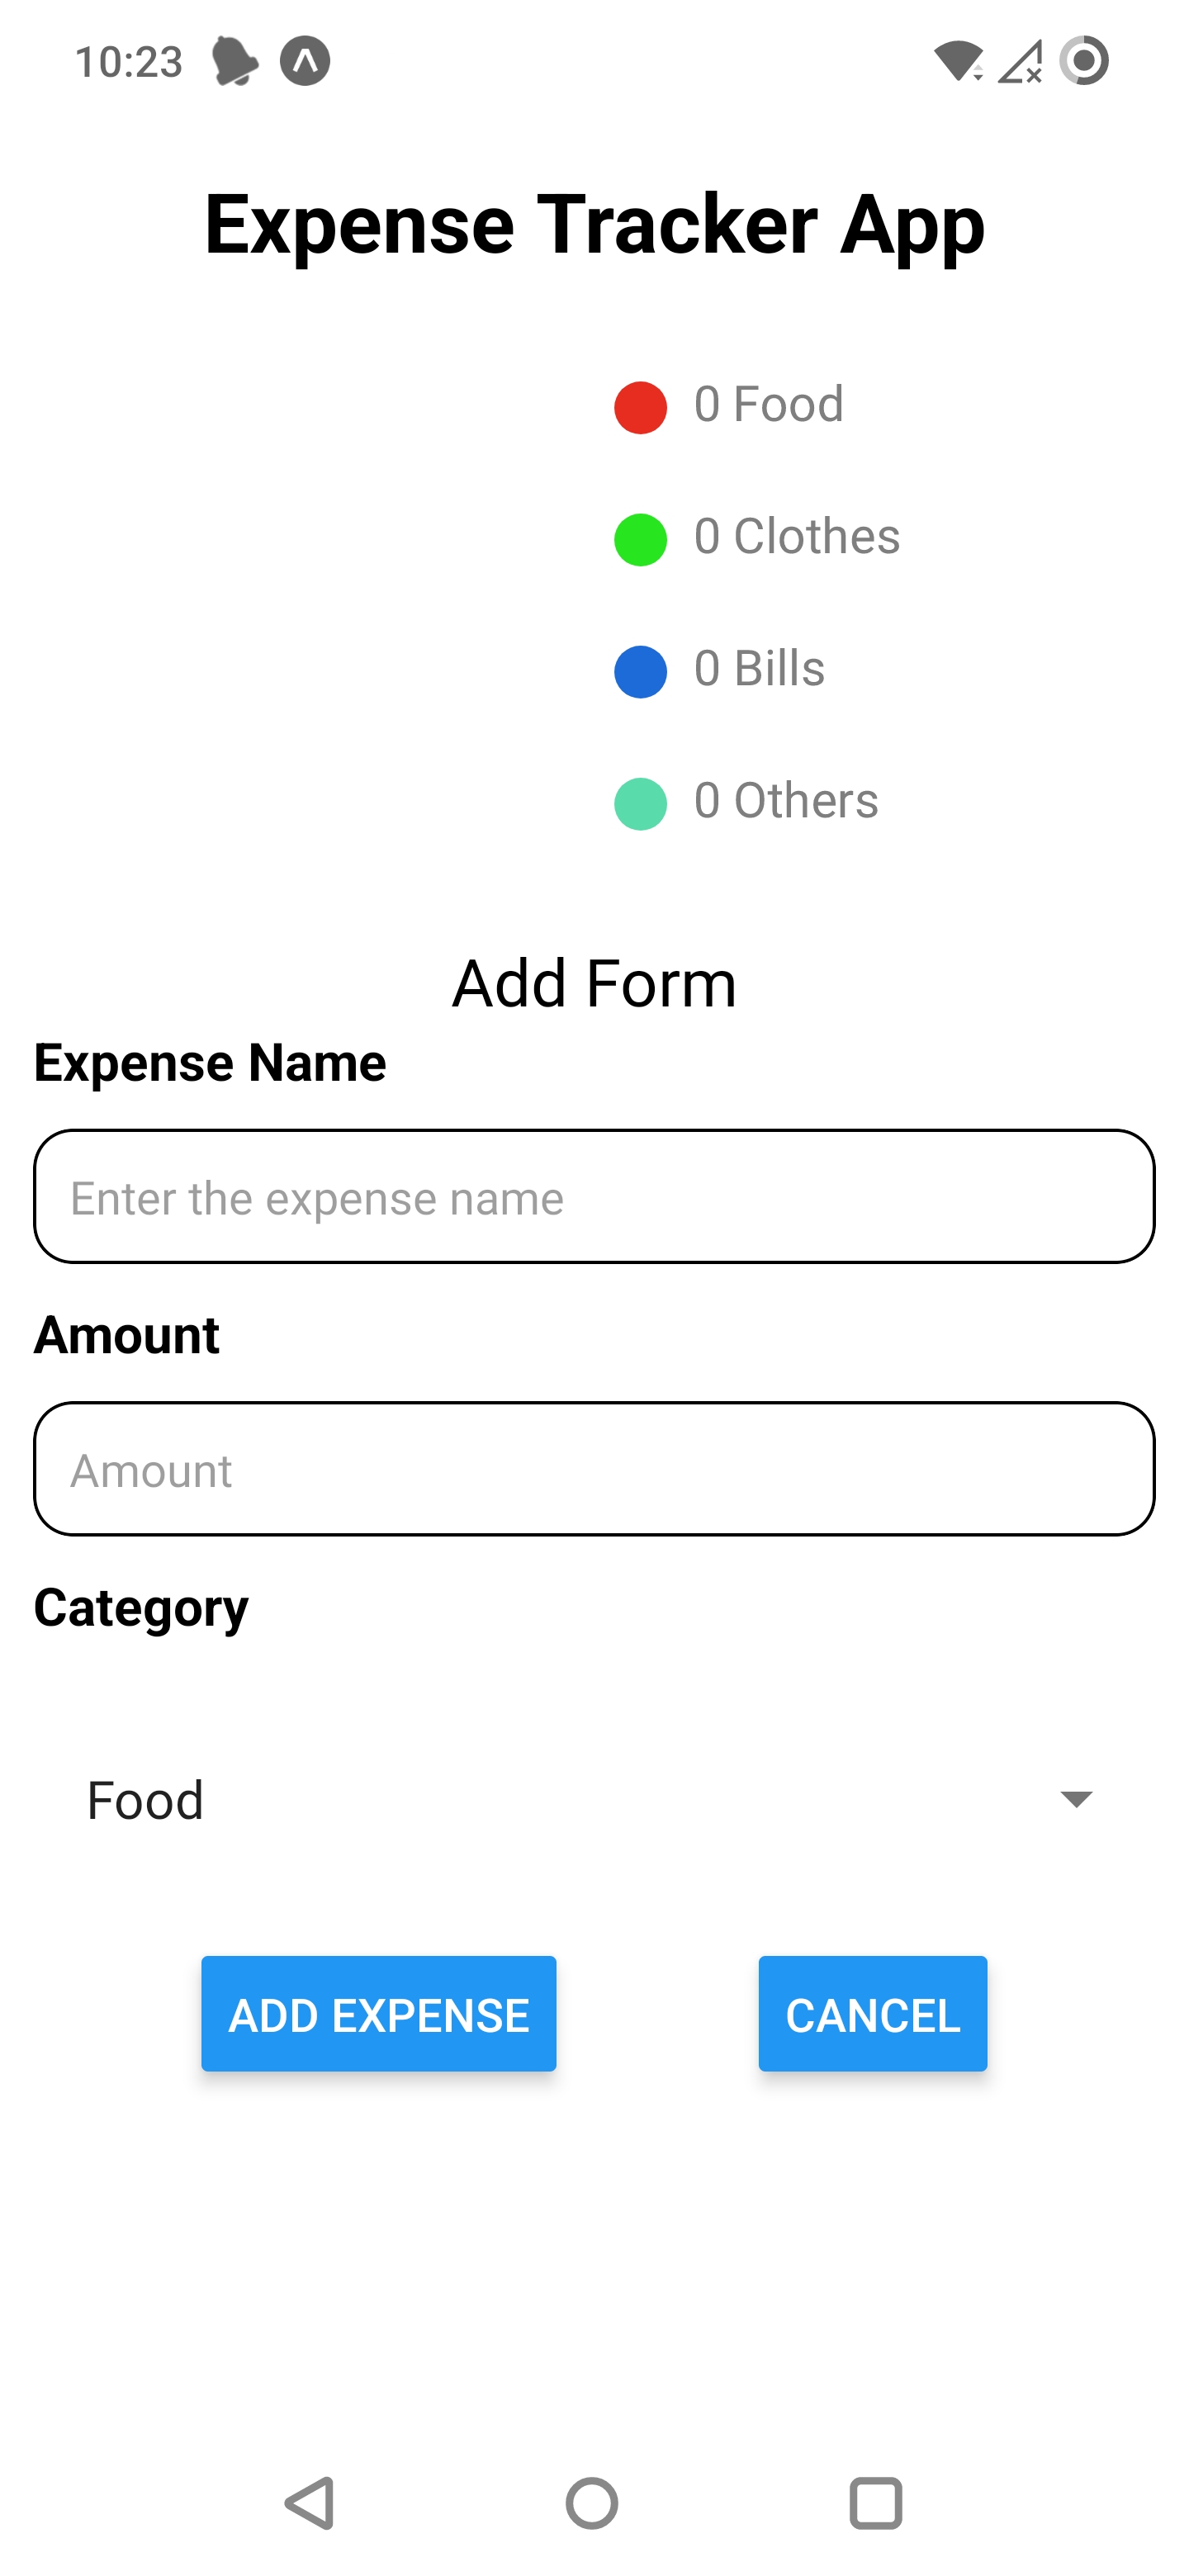 10:23
Expense Tracker App
0 Food
0 Clothes
0 Bills
0 Others
Add Form
Expense Name
Enter the expense name
Amount
Amount
Category
Food
ADD EXPENSE
CANCEL